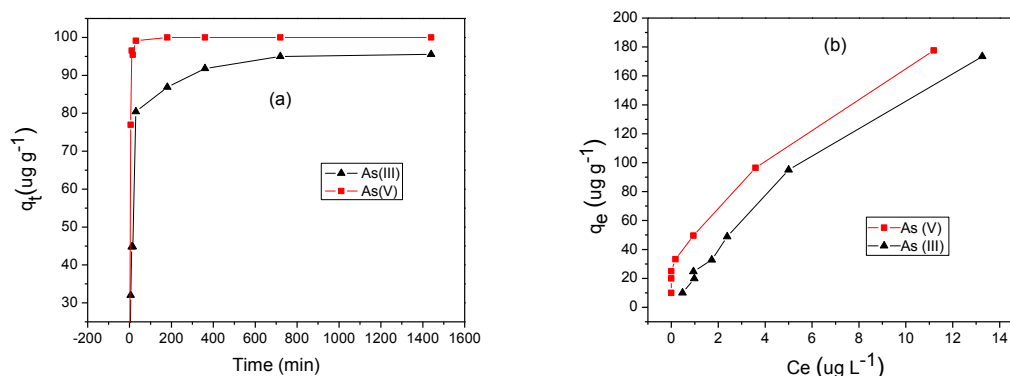 100
90
80
70
60
50
40
30
-200 0 200 400 600 800 1000 1200 1400 1600
q_t(ug g^-1)
Time (min)
(a)
As(III)
As(V)
200
180
160
140
120
100
80
60
40
20
0
0 2 4 6 8 10 12 14
q_e (ug g^-1)
Ce (ug L^-1)
(b)
As (V)
As (III)